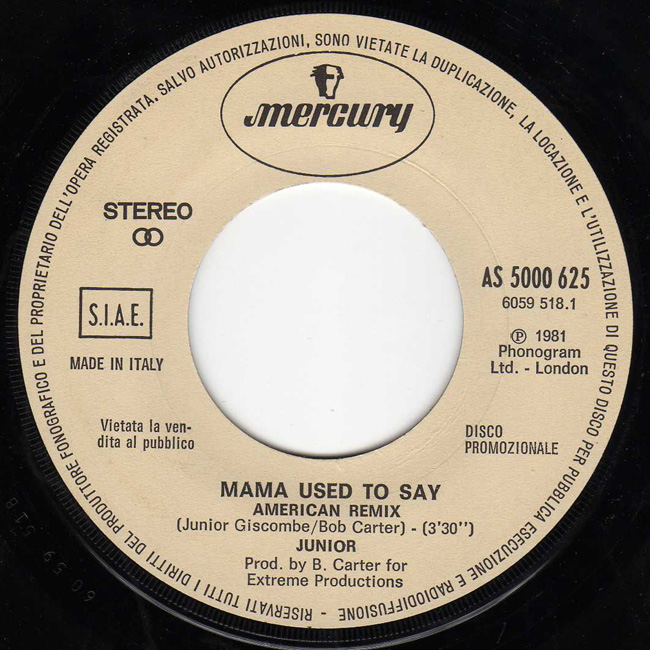 RISERVATI TUTTI I DIRITTI DEL PRODUTTORE FONOGRAFICO E DEL PROPRIETARIO DELL'OPERA REGISTRATA. SALVO AUTORIZZAZIONI, SONO VIETATE LA DUPLICAZIONE, LA LOCAZIONE E L'UTILIZZAZIONE DI QUESTO DISCO PER PUBBLICA ESECUZIONE E RADIODIFFUSIONE -
mercury
STEREO
AS 5000 625
6059 518.1
S.I.A.E.
℗ 1981
Phonogram
Ltd. - London
MADE IN ITALY
Vietata la ven-
dita al pubblico
DISCO
PROMOZIONALE
MAMA USED TO SAY
AMERICAN REMIX
(Junior Giscombe/Bob Carter) - (3'30'')
JUNIOR
Prod. by B. Carter for
Extreme Productions
60 59 518